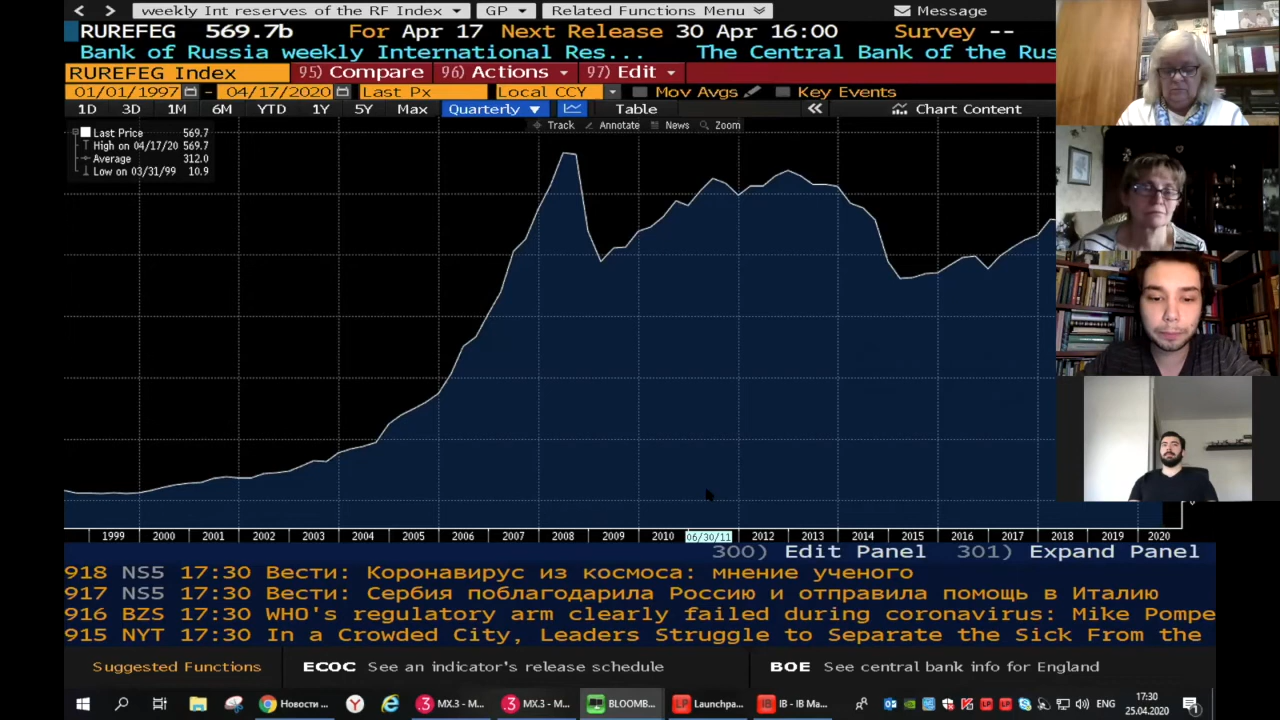 weekly Int reserves of the RF Index GP Related Functions Menu Message
RUREFEG 569.7b For Apr 17 Next Release 30 Apr 16:00 Survey --
Bank of Russia weekly International Res... The Central Bank of the Rus
RUREFEG Index 95) Compare 96) Actions 97) Edit
01/01/1997 - 04/17/2020 Last Px Local CCY Mov Avgs Key Events
1D 3D 1M 6M YTD 1Y 5Y Max Quarterly Table Chart Content
Track Annotate News Zoom
Last Price 569.7
High on 04/17/20 569.7
Average 312.0
Low on 03/31/99 10.9
1999 2000 2001 2002 2003 2004 2005 2006 2007 2008 2009 2010 06/30/11 2012 2013 2014 2015 2016 2017 2018 2019 2020
300) Edit Panel 301) Expand Panel
918 NS5 17:30 Вести: Коронавирус из космоса: мнение ученого
917 NS5 17:30 Вести: Сербия поблагодарила Россию и отправила помощь в Италию
916 BZS 17:30 WHO's regulatory arm clearly failed during coronavirus: Mike Pompe
915 NYT 17:30 In a Crowded City, Leaders Struggle to Separate the Sick From the
Suggested Functions ECOC See an indicator's release schedule BOE See central bank info for England
Новости ... MX.3 - M... MX.3 - M... BLOOMB... Launchpa... IB - IB Ma... ENG
17:30
25.04.2020